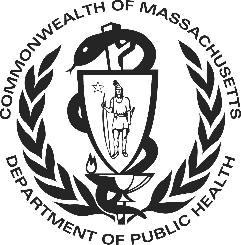 COMMONWEALTH OF MASSACHUSETTS
DEPARTMENT OF PUBLIC HEALTH